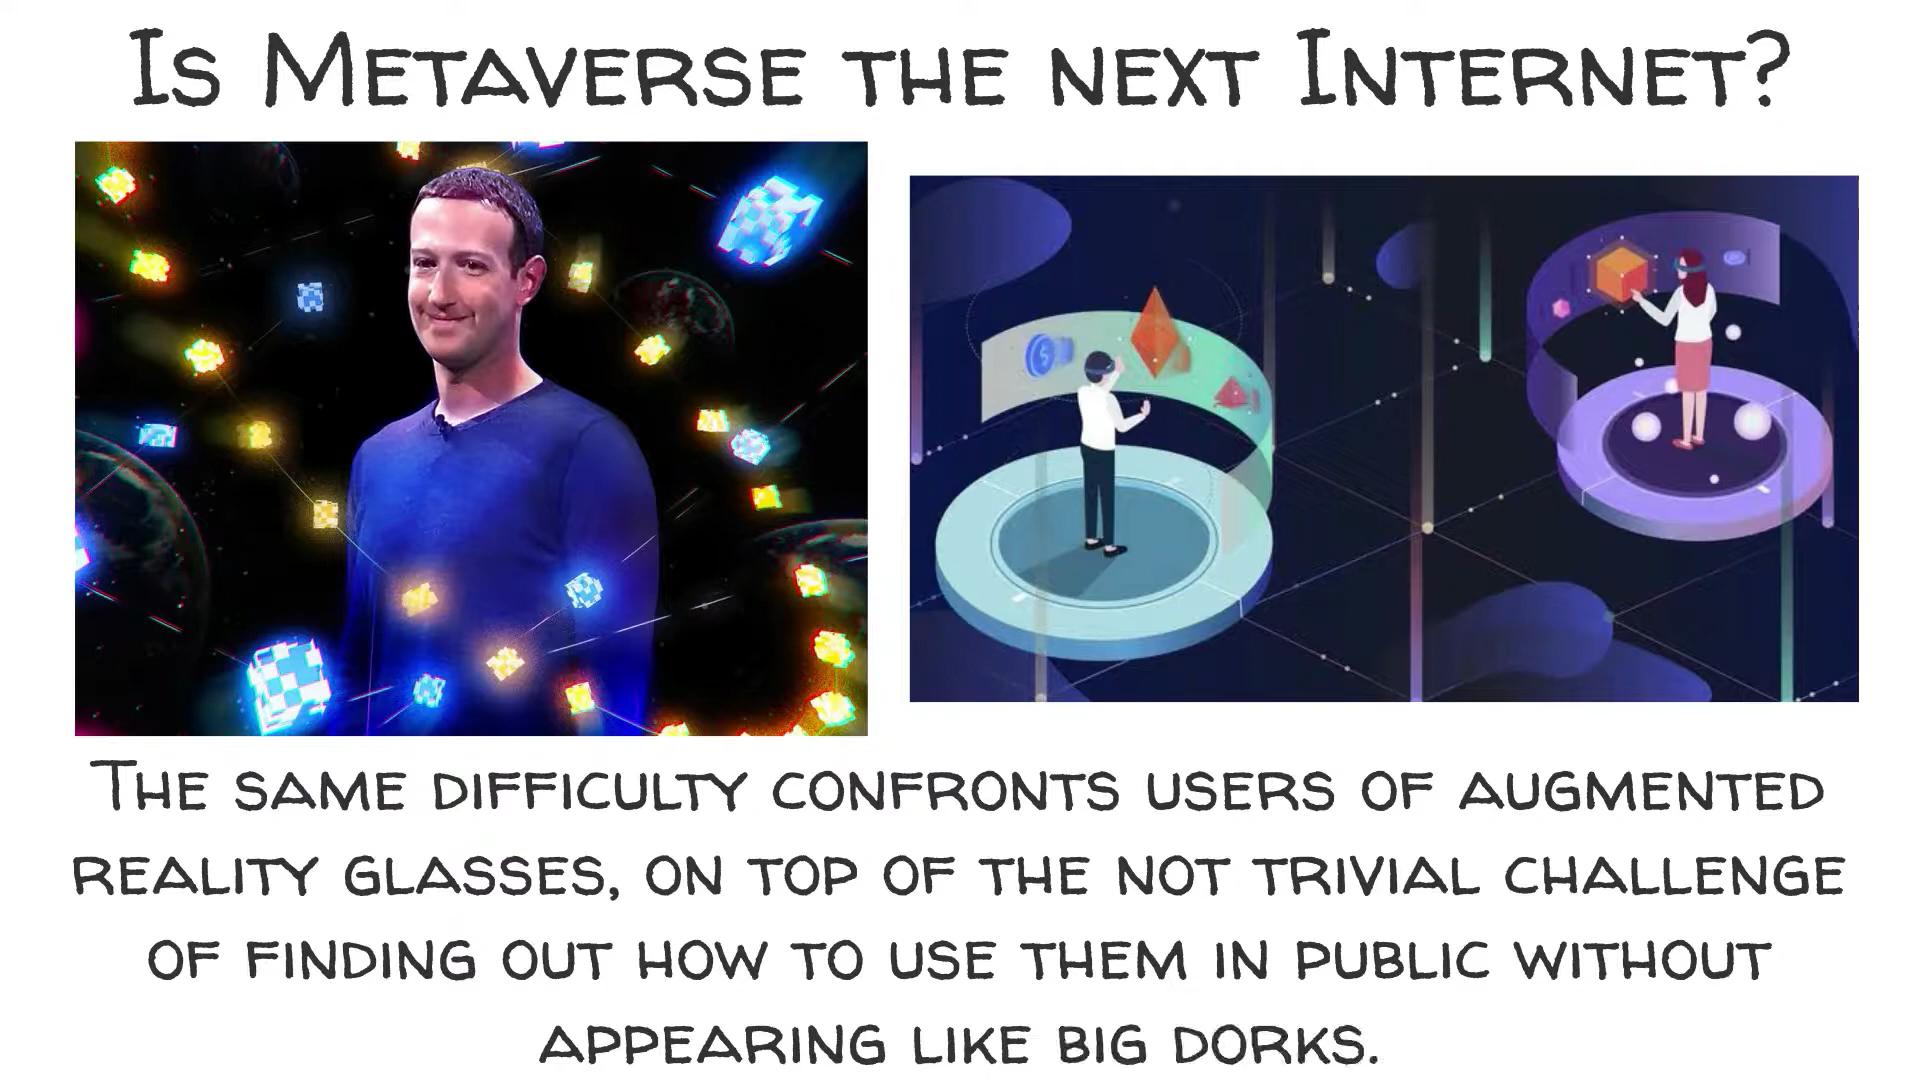 Is Metaverse the next Internet?
The same difficulty confronts users of augmented
reality glasses, on top of the not trivial challenge
of finding out how to use them in public without
appearing like big dorks.